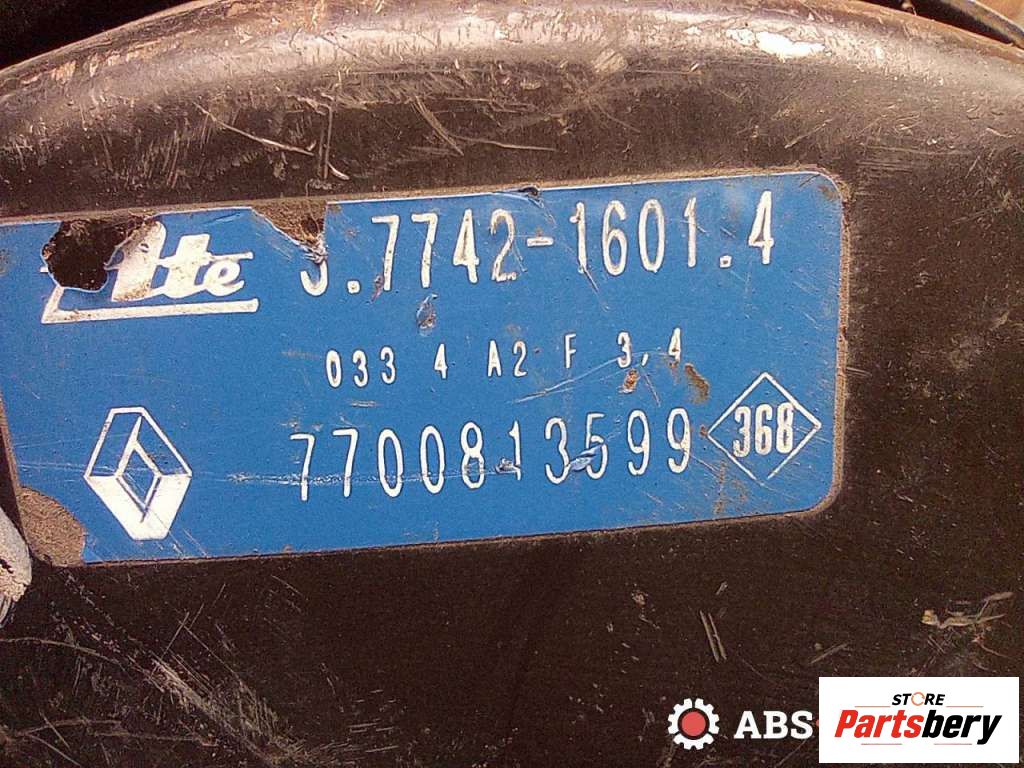 Ate 3.7742-1601.4
033 4 A2 F 3,4
7700813599 368
ABS
STORE
Partsbery